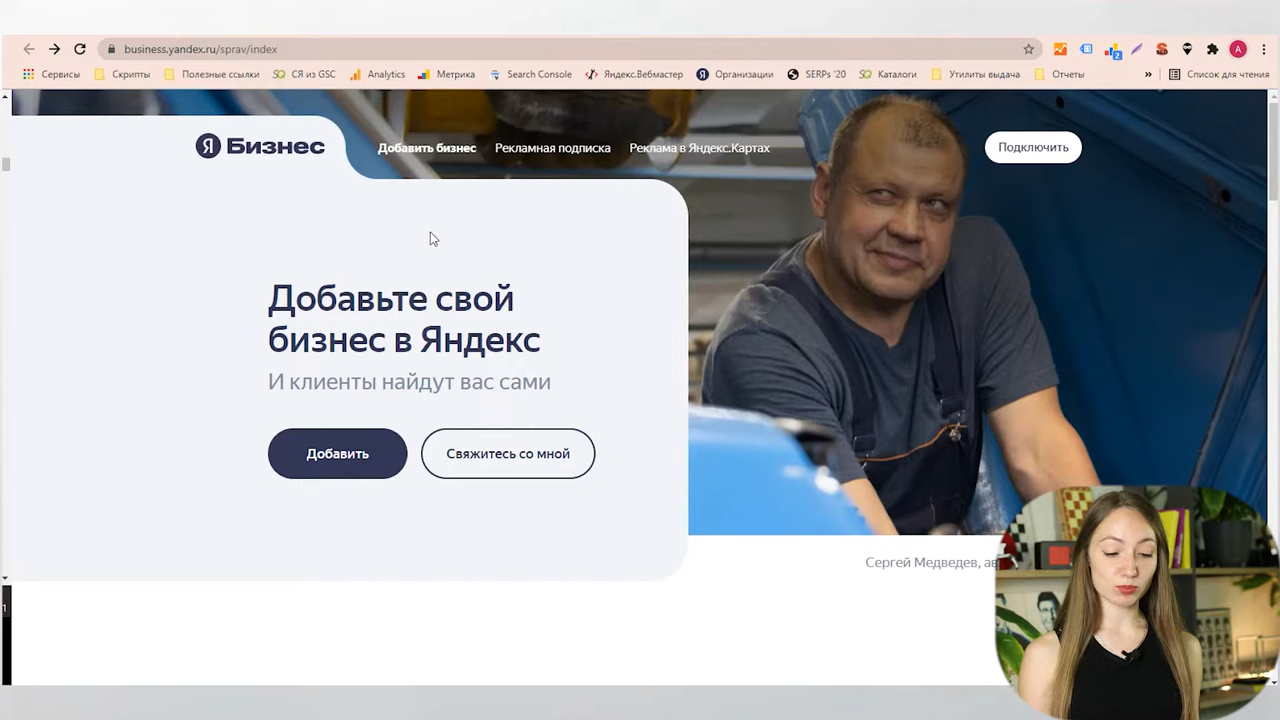 business.yandex.ru/sprav/index
A
2
Сервисы Скрипты Полезные ссылки СЯ из GSC Analytics Метрика Search Console Яндекс.Вебмастер Организации SERPs '20 Каталоги Утилиты выдача Отчеты » Список для чтения
Я Бизнес Добавить бизнес Рекламная подписка Реклама в Яндекс.Картах Подключить
Добавьте свой
бизнес в Яндекс
И клиенты найдут вас сами
Добавить Свяжитесь со мной
Сергей Медведев, ав
1